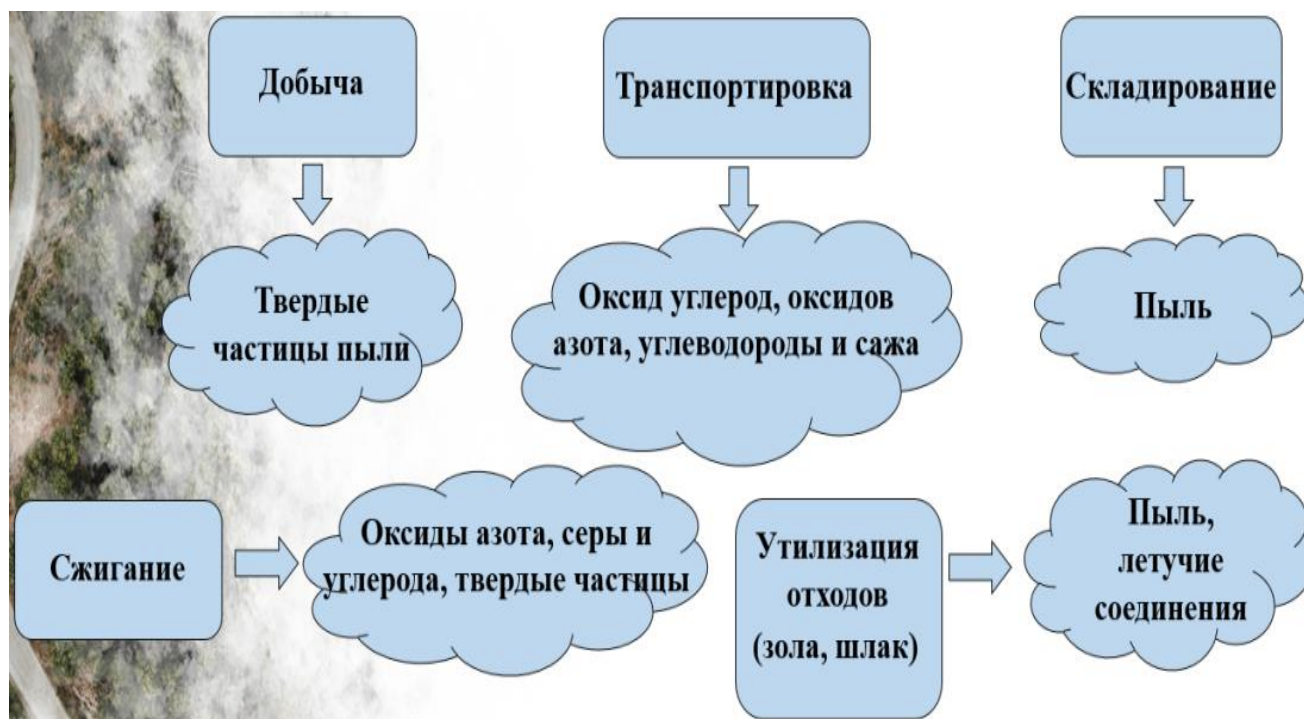 Добыча
Транспортировка
Складирование
Твердые
частицы пыли
Оксид углерод, оксидов
азота, углеводороды и сажа
Пыль
Сжигание
Оксиды азота, серы и
углерода, твердые частицы
Утилизация
отходов
(зола, шлак)
Пыль,
летучие
соединения